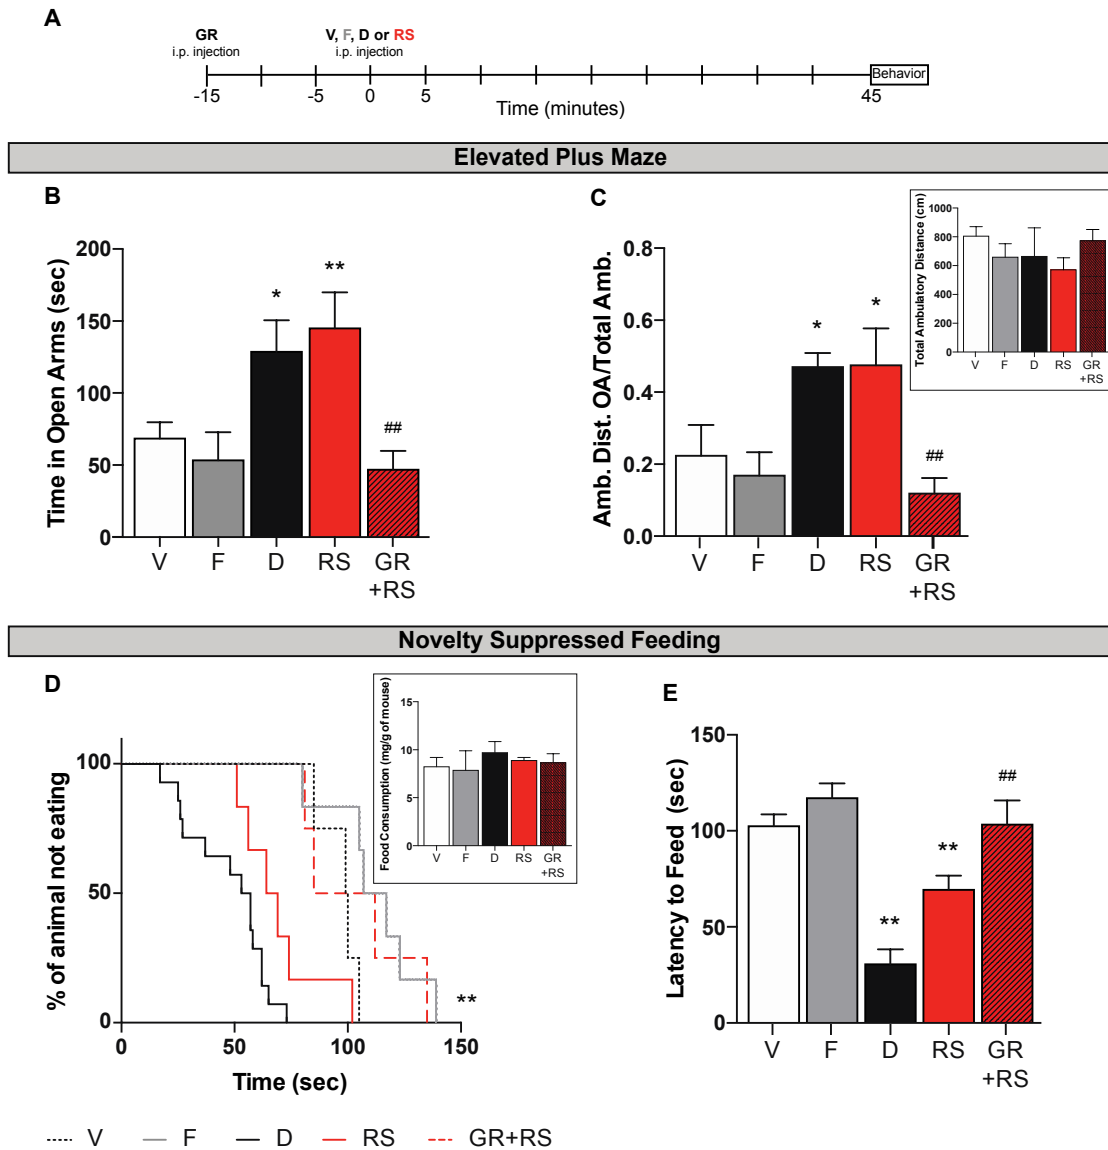 A
GR
i.p. injection
V, F, D or RS
i.p. injection
Behavior
-15
-5
0
5
45
Time (minutes)
Elevated Plus Maze
B
Time in Open Arms (sec)
200
150
100
50
0
*
**
##
V
F
D
RS
GR
+RS
C
Amb. Dist. OA/Total Amb.
0.8
0.6
0.4
0.2
0.0
*
*
##
V
F
D
RS
GR
+RS
Total Ambulatory Distance (cm)
1000
800
600
400
200
0
V
F
D
RS
GR
+RS
Novelty Suppressed Feeding
D
% of animal not eating
100
50
0
**
0
50
100
150
Time (sec)
Food Consumption (mg/g of mouse)
15
10
5
0
V
F
D
RS
GR
+RS
V
F
D
RS
GR+RS
E
Latency to Feed (sec)
150
100
50
0
**
**
##
V
F
D
RS
GR
+RS